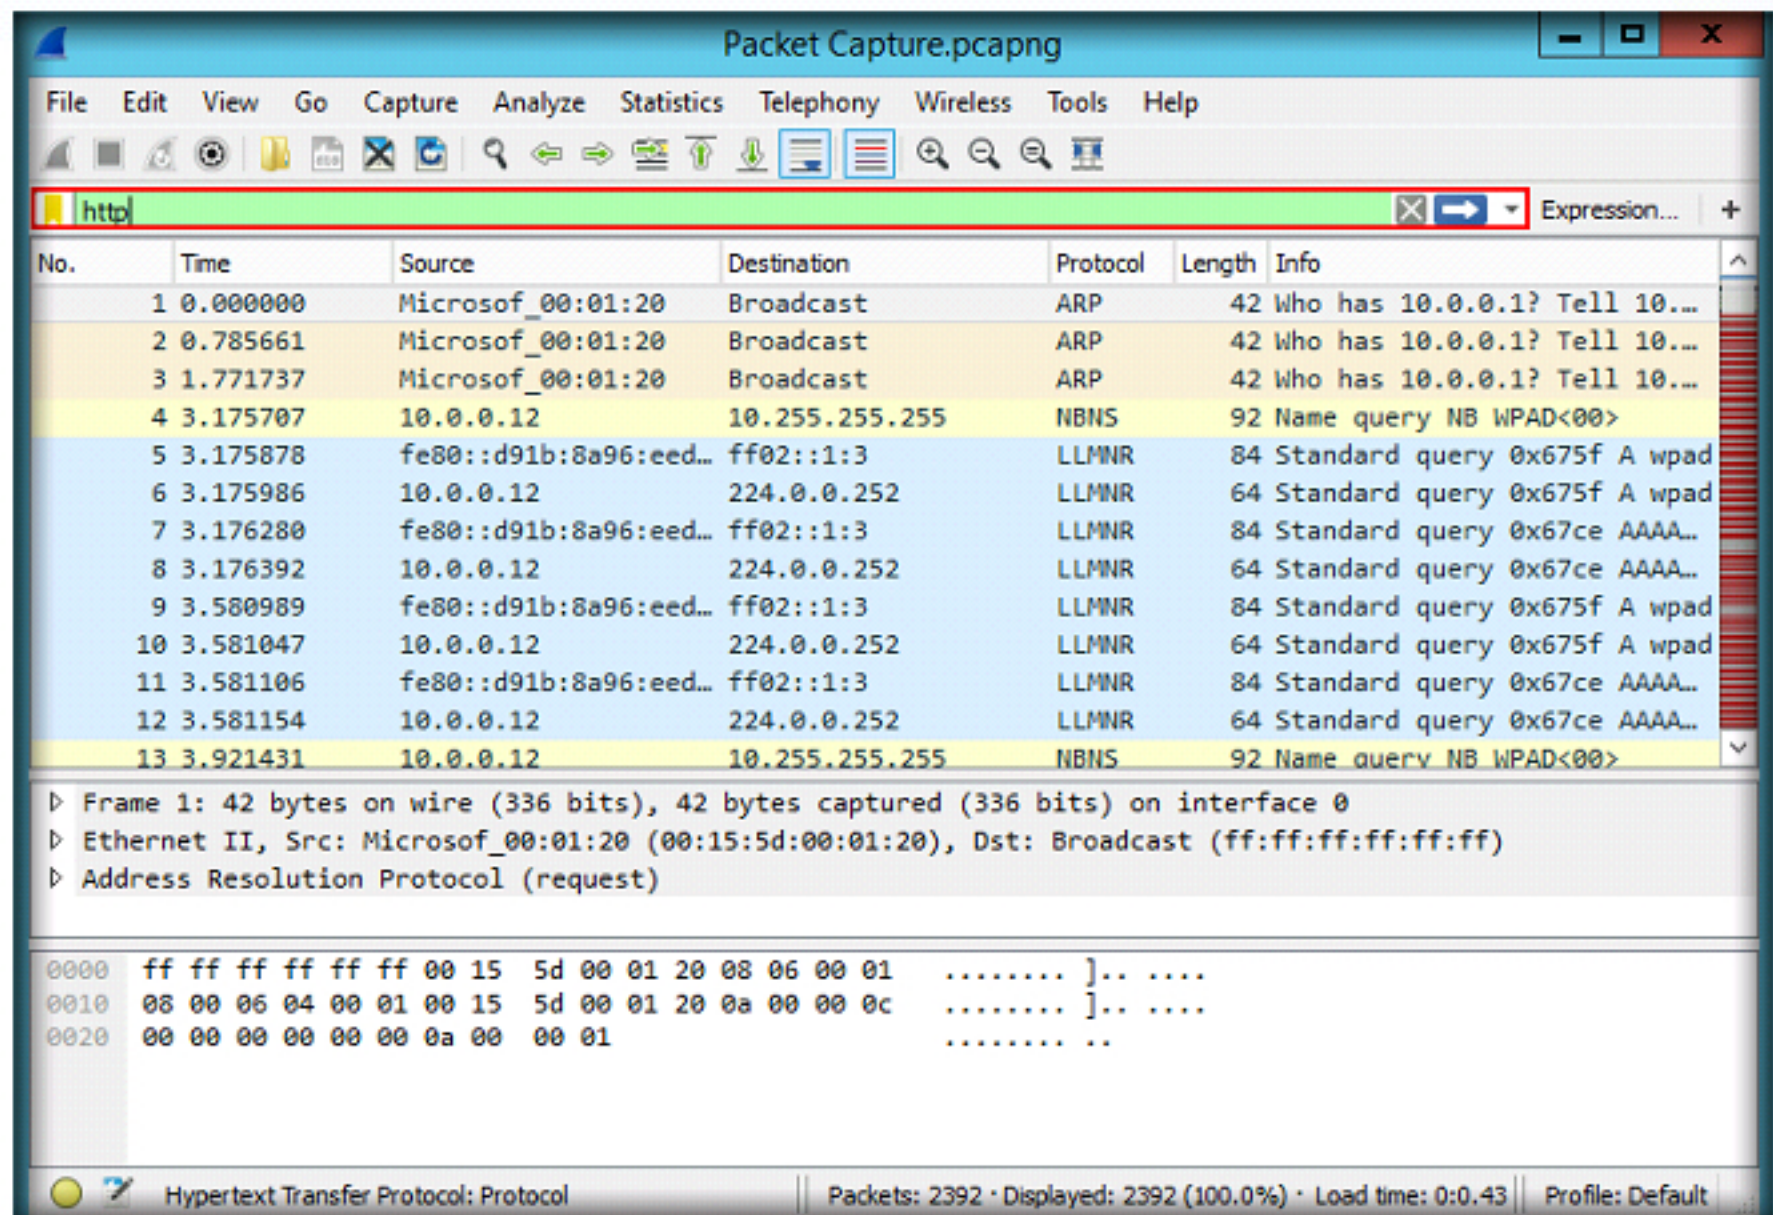 Packet Capture.pcapng
File Edit View Go Capture Analyze Statistics Telephony Wireless Tools Help
http Expression... +
No. Time Source Destination Protocol Length Info
1 0.000000 Microsof_00:01:20 Broadcast ARP 42 Who has 10.0.0.1? Tell 10.…
2 0.785661 Microsof_00:01:20 Broadcast ARP 42 Who has 10.0.0.1? Tell 10.…
3 1.771737 Microsof_00:01:20 Broadcast ARP 42 Who has 10.0.0.1? Tell 10.…
4 3.175707 10.0.0.12 10.255.255.255 NBNS 92 Name query NB WPAD<00>
5 3.175878 fe80::d91b:8a96:eed… ff02::1:3 LLMNR 84 Standard query 0x675f A wpad
6 3.175986 10.0.0.12 224.0.0.252 LLMNR 64 Standard query 0x675f A wpad
7 3.176280 fe80::d91b:8a96:eed… ff02::1:3 LLMNR 84 Standard query 0x67ce AAAA…
8 3.176392 10.0.0.12 224.0.0.252 LLMNR 64 Standard query 0x67ce AAAA…
9 3.580989 fe80::d91b:8a96:eed… ff02::1:3 LLMNR 84 Standard query 0x675f A wpad
10 3.581047 10.0.0.12 224.0.0.252 LLMNR 64 Standard query 0x675f A wpad
11 3.581106 fe80::d91b:8a96:eed… ff02::1:3 LLMNR 84 Standard query 0x67ce AAAA…
12 3.581154 10.0.0.12 224.0.0.252 LLMNR 64 Standard query 0x67ce AAAA…
13 3.921431 10.0.0.12 10.255.255.255 NBNS 92 Name query NB WPAD<00>
Frame 1: 42 bytes on wire (336 bits), 42 bytes captured (336 bits) on interface 0
Ethernet II, Src: Microsof_00:01:20 (00:15:5d:00:01:20), Dst: Broadcast (ff:ff:ff:ff:ff:ff)
Address Resolution Protocol (request)
0000 ff ff ff ff ff ff 00 15 5d 00 01 20 08 06 00 01 ........ ].. ....
0010 08 00 06 04 00 01 00 15 5d 00 01 20 0a 00 00 0c ........ ].. ....
0020 00 00 00 00 00 00 0a 00 00 01 ........ ..
Hypertext Transfer Protocol: Protocol Packets: 2392 · Displayed: 2392 (100.0%) · Load time: 0:0.43 Profile: Default